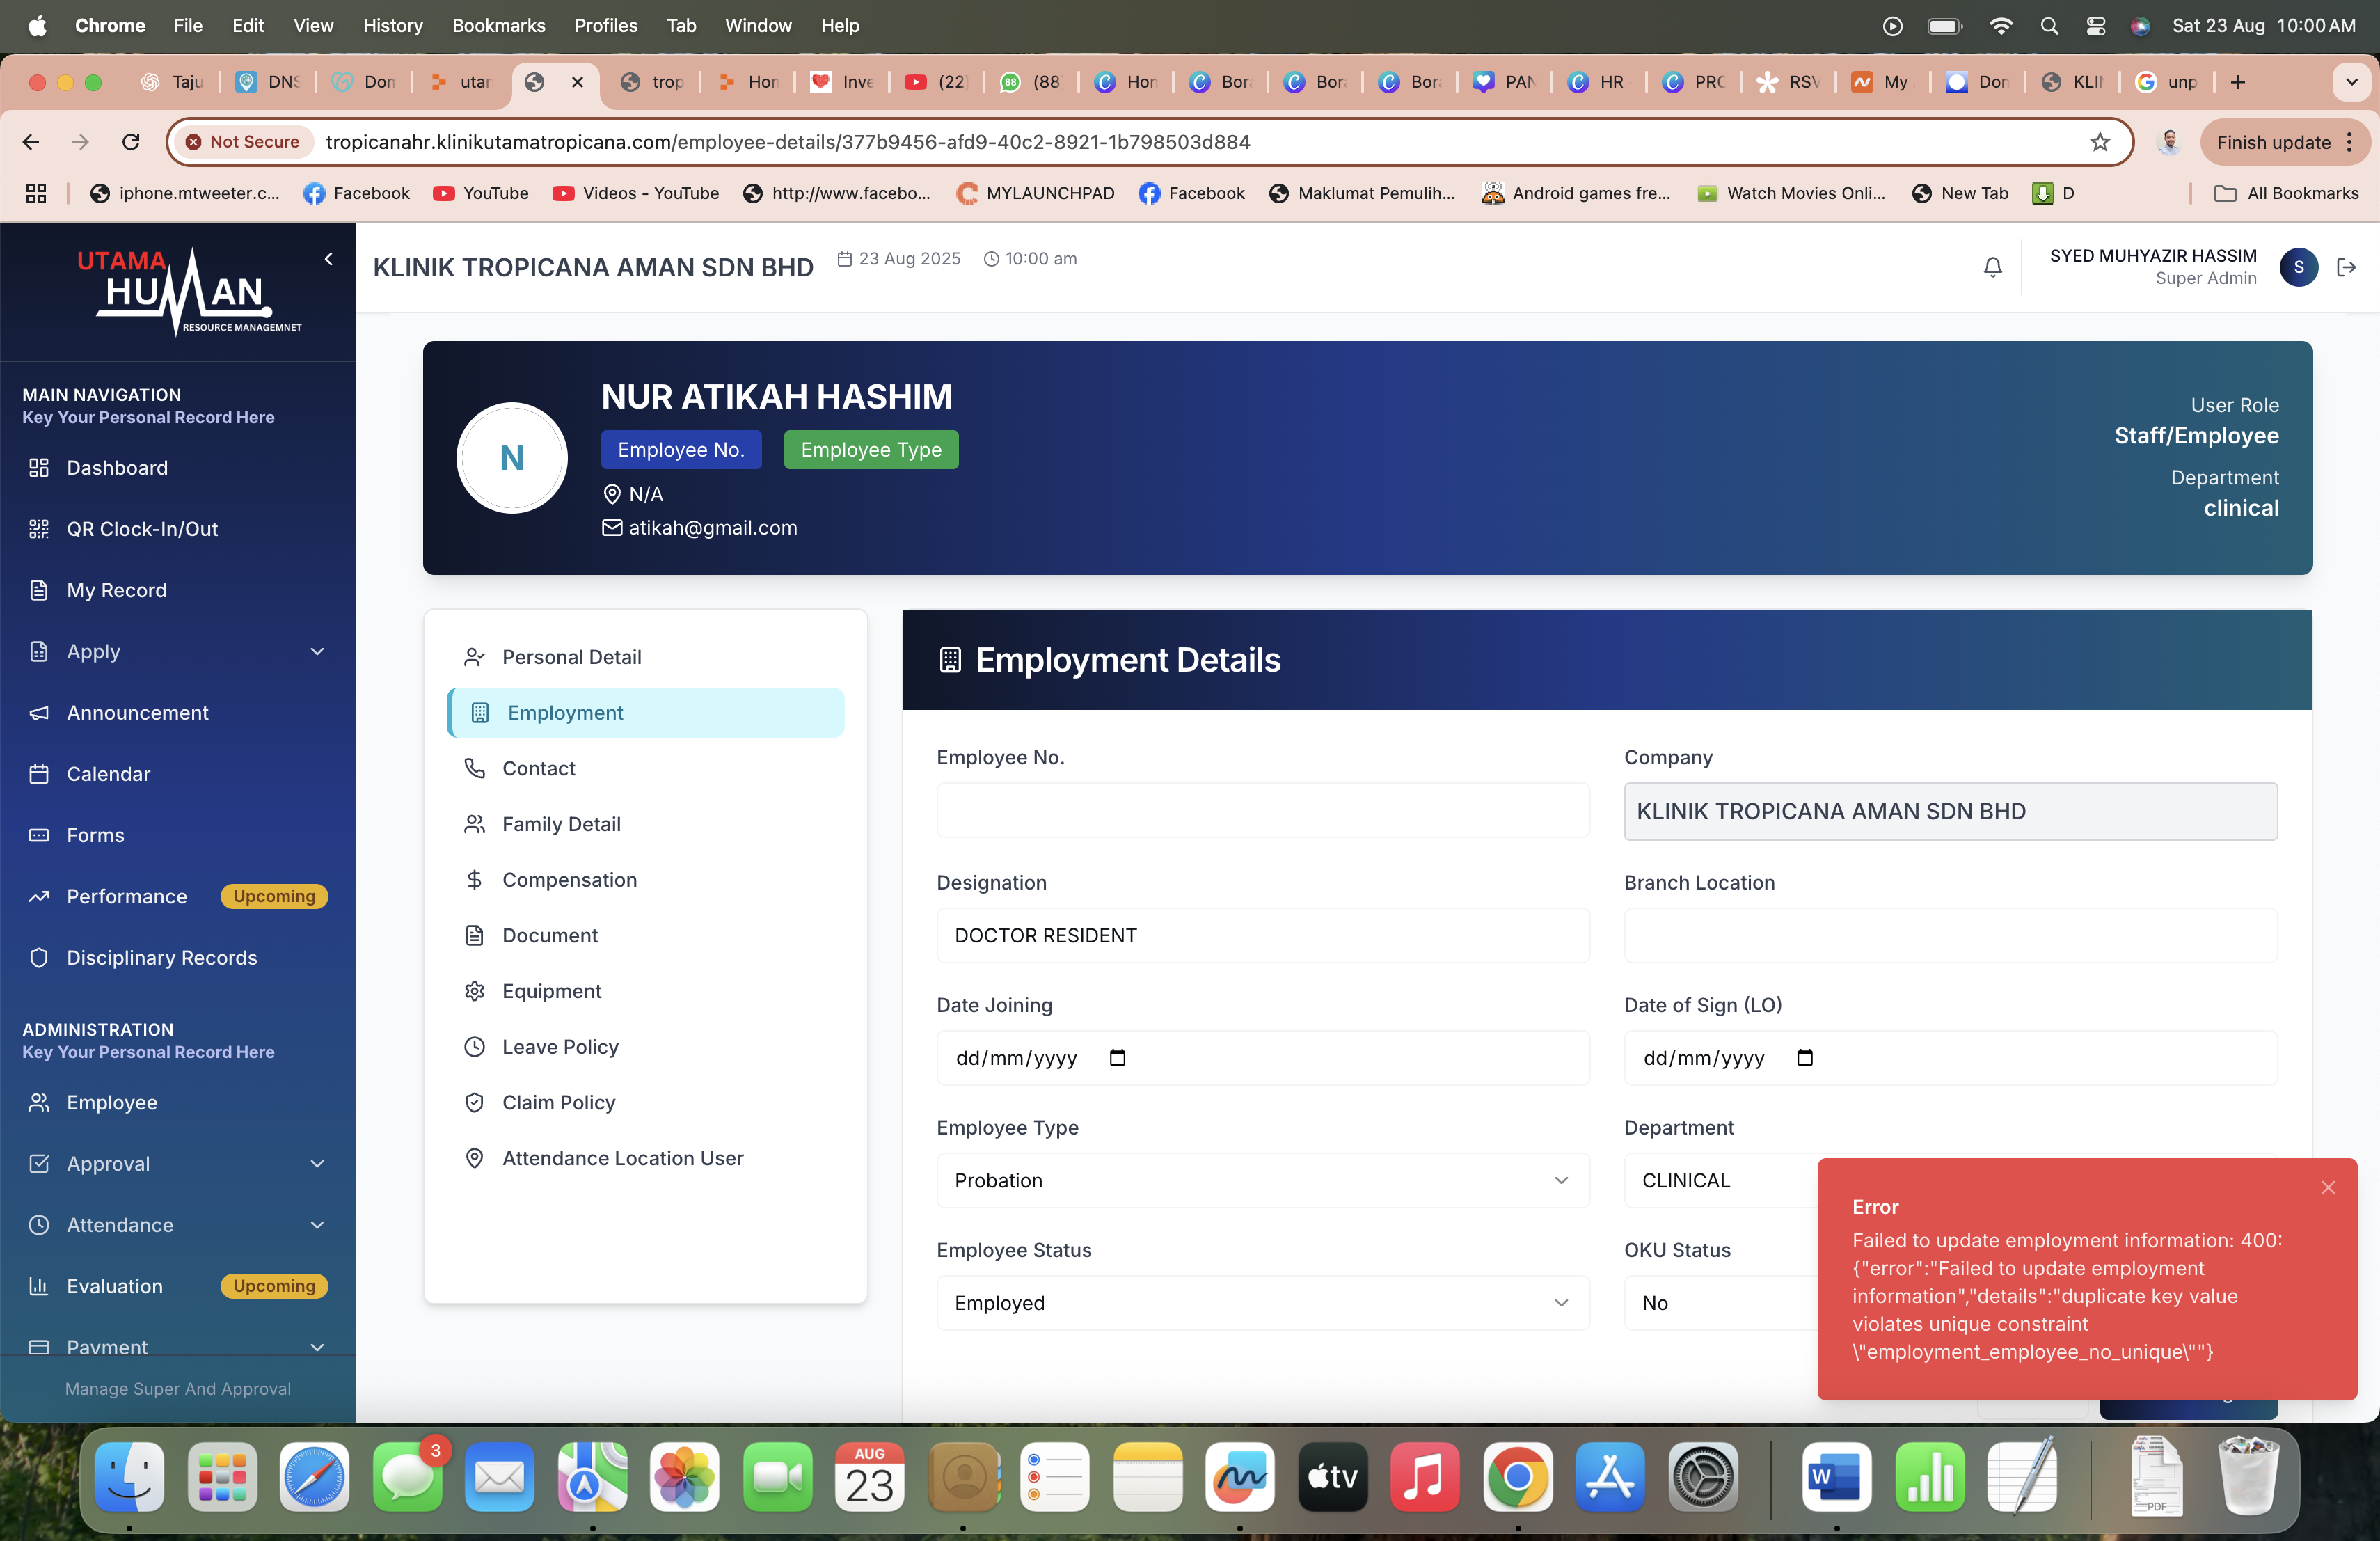 Chrome File Edit View History Bookmarks Profiles Tab Window Help
Sat 23 Aug 10:00 AM
Taju DNS Don utar trop Hon Inve (22) (88 Hon Bora Bora Bora PAN HR PRO RSV My Don KLIN unp
Not Secure tropicanahr.klinikutamatropicana.com/employee-details/377b9456-afd9-40c2-8921-1b798503d884
Finish update
iphone.mtweeter.c... Facebook YouTube Videos - YouTube http://www.facebo... MYLAUNCHPAD Facebook Maklumat Pemulih... Android games fre... Watch Movies Onli... New Tab D All Bookmarks
UTAMA
HUMAN
RESOURCE MANAGEMNET
KLINIK TROPICANA AMAN SDN BHD
23 Aug 2025 10:00 am
SYED MUHYAZIR HASSIM
Super Admin
S
MAIN NAVIGATION
Key Your Personal Record Here
Dashboard
QR Clock-In/Out
My Record
Apply
Announcement
Calendar
Forms
Performance Upcoming
Disciplinary Records
ADMINISTRATION
Key Your Personal Record Here
Employee
Approval
Attendance
Evaluation Upcoming
Payment
Manage Super And Approval
N
NUR ATIKAH HASHIM
Employee No. Employee Type
N/A
atikah@gmail.com
User Role
Staff/Employee
Department
clinical
Personal Detail
Employment
Contact
Family Detail
Compensation
Document
Equipment
Leave Policy
Claim Policy
Attendance Location User
Employment Details
Employee No.
Company
KLINIK TROPICANA AMAN SDN BHD
Designation
DOCTOR RESIDENT
Branch Location
Date Joining
dd/mm/yyyy
Date of Sign (LO)
dd/mm/yyyy
Employee Type
Probation
Department
CLINICAL
Employee Status
Employed
OKU Status
No
Error
Failed to update employment information: 400:
{"error":"Failed to update employment
information","details":"duplicate key value
violates unique constraint
\"employment_employee_no_unique\""}
3
AUG
23
tv
W
PDF